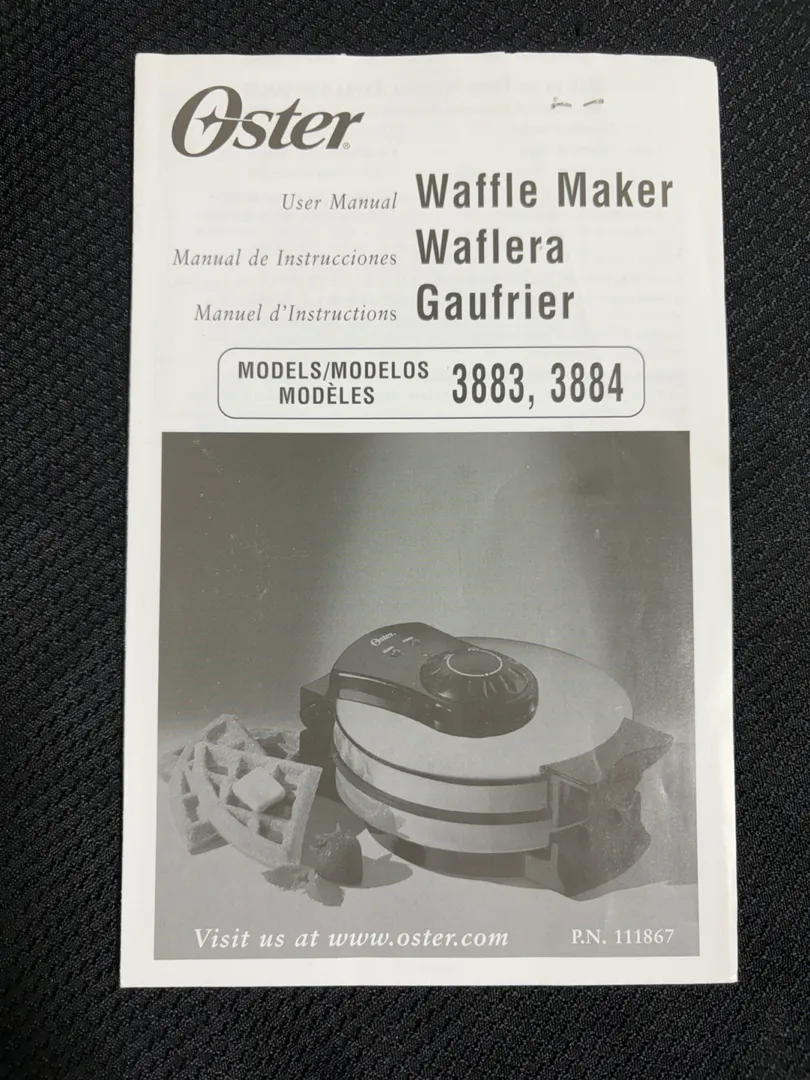 Oster®
User Manual Waffle Maker
Manual de Instrucciones Waflera
Manuel d'Instructions Gaufrier
MODELS/MODELOS
MODÈLES
3883, 3884
Oster
Visit us at www.oster.com
P.N. 111867